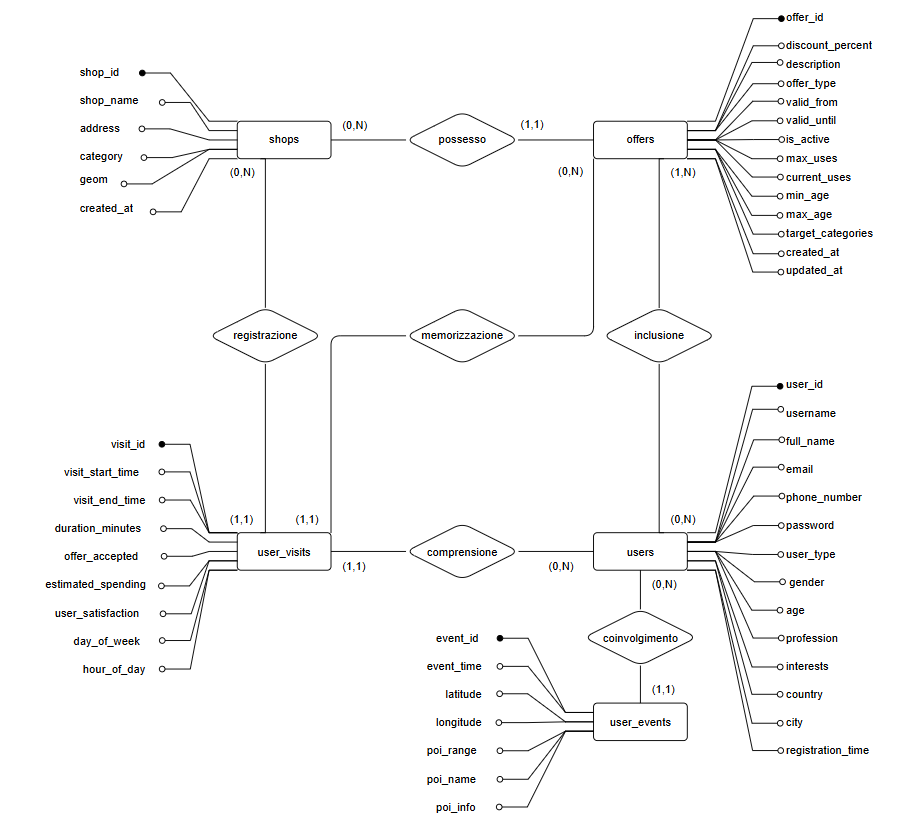 offer_id
discount_percent
description
offer_type
valid_from
valid_until
is_active
max_uses
current_uses
min_age
max_age
target_categories
created_at
updated_at
shop_id
shop_name
address
category
geom
created_at
shops
(0,N)
possesso
(1,1)
offers
(0,N)
(0,N)
(1,N)
registrazione
memorizzazione
inclusione
user_id
username
full_name
email
phone_number
password
user_type
gender
age
profession
interests
country
city
registration_time
visit_id
visit_start_time
visit_end_time
duration_minutes
offer_accepted
estimated_spending
user_satisfaction
day_of_week
hour_of_day
(1,1)
(1,1)
(0,N)
user_visits
comprensione
users
(1,1)
(0,N)
(0,N)
coinvolgimento
(1,1)
event_id
event_time
latitude
longitude
poi_range
poi_name
poi_info
user_events